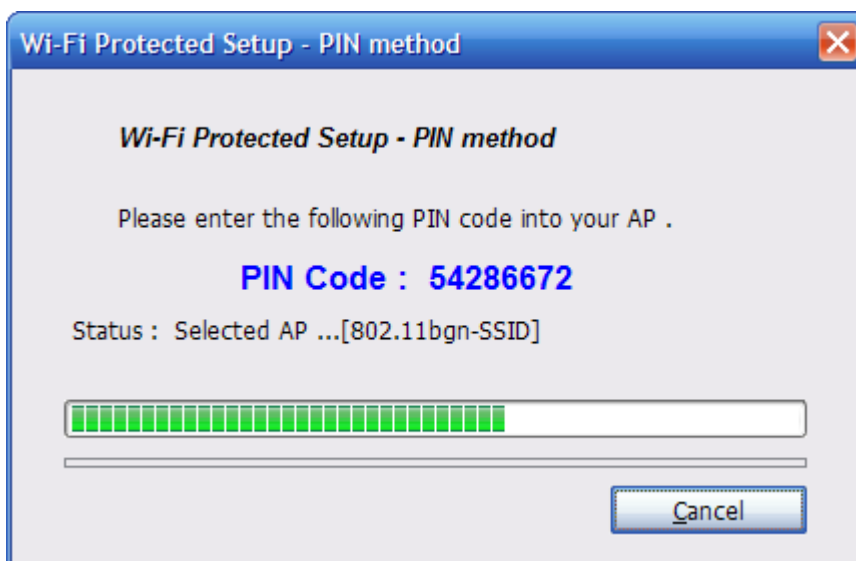 Wi-Fi Protected Setup - PIN method
Wi-Fi Protected Setup - PIN method
Please enter the following PIN code into your AP .
PIN Code : 54286672
Status : Selected AP ...[802.11bgn-SSID]
Cancel